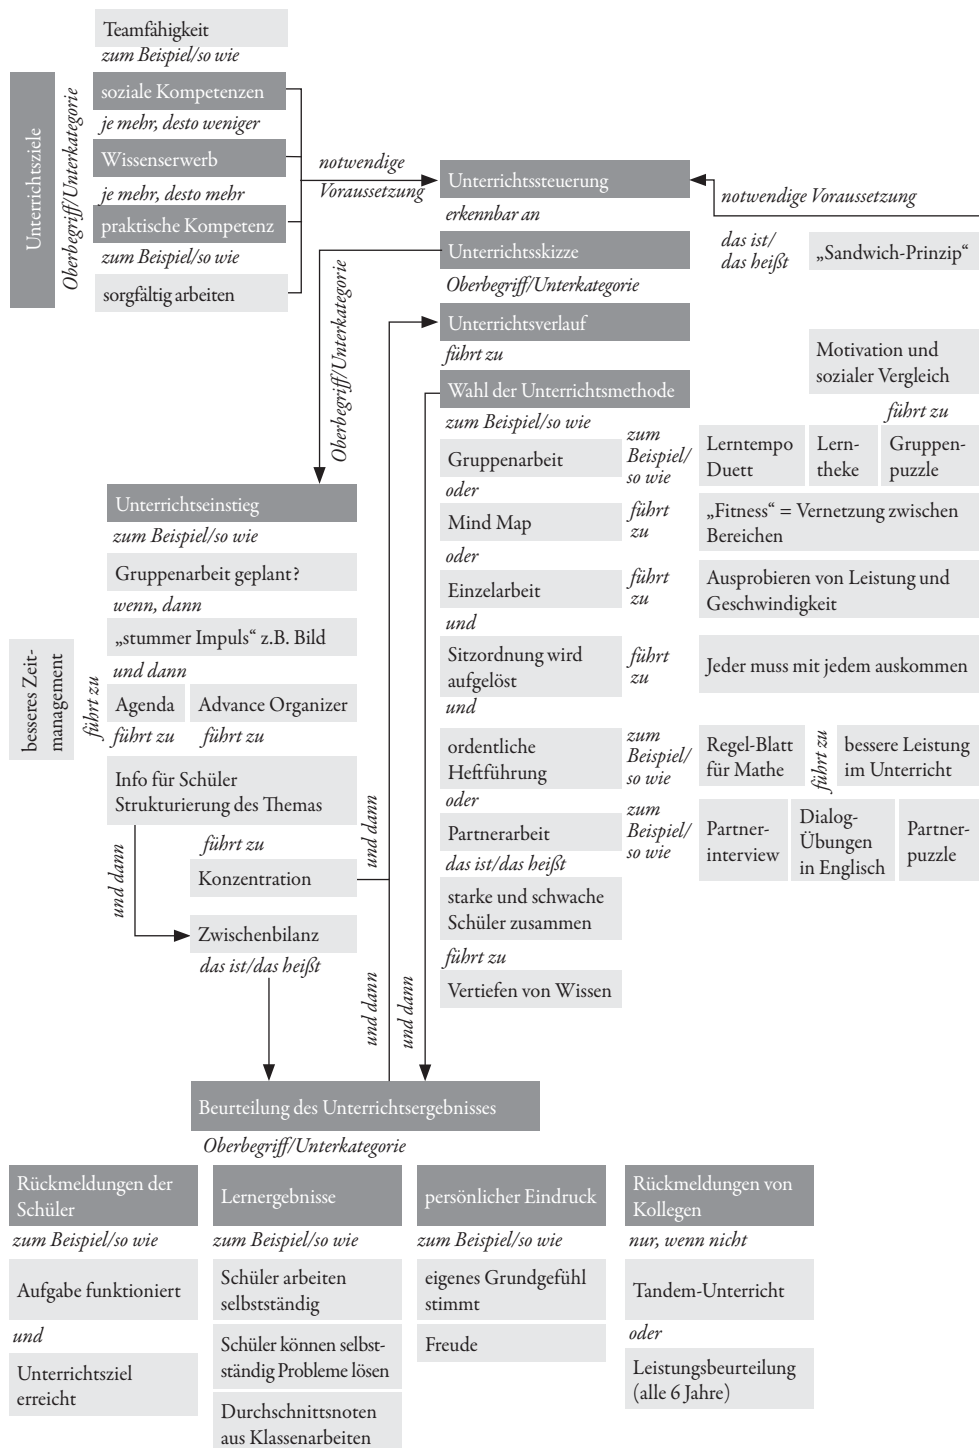 Teamfähigkeit
zum Beispiel/so wie
Unterrichtsziele
Oberbegriff/Unterkategorie
soziale Kompetenzen
je mehr, desto weniger
Wissenserwerb
je mehr, desto mehr
praktische Kompetenz
zum Beispiel/so wie
sorgfältig arbeiten
notwendige
Voraussetzung
Unterrichtssteuerung
erkennbar an
Unterrichtsskizze
Oberbegriff/Unterkategorie
Unterrichtsverlauf
führt zu
Wahl der Unterrichtsmethode
zum Beispiel/so wie
notwendige Voraussetzung
das ist/
das heißt
„Sandwich-Prinzip“
Motivation und
sozialer Vergleich
führt zu
Oberbegriff/Unterkategorie
Gruppenarbeit
zum
Beispiel/
so wie
Lerntempo
Duett
Lern-
theke
Gruppen-
puzzle
oder
Mind Map
führt
zu
„Fitness“ = Vernetzung zwischen
Bereichen
oder
Einzelarbeit
führt
zu
Ausprobieren von Leistung und
Geschwindigkeit
und
Sitzordnung wird
aufgelöst
führt
zu
Jeder muss mit jedem auskommen
und
ordentliche
Heftführung
zum
Beispiel/
so wie
Regel-Blatt
für Mathe
führt zu
bessere Leistung
im Unterricht
oder
Partnerarbeit
zum
Beispiel/
so wie
Partner-
interview
Dialog-
Übungen
in Englisch
Partner-
puzzle
das ist/das heißt
starke und schwache
Schüler zusammen
führt zu
Vertiefen von Wissen
Unterrichtseinstieg
zum Beispiel/so wie
Gruppenarbeit geplant?
wenn, dann
„stummer Impuls“ z.B. Bild
und dann
besseres Zeit-
management
führt zu
Agenda
Advance Organizer
führt zu
führt zu
Info für Schüler
Strukturierung des Themas
führt zu
Konzentration
und dann
und dann
Zwischenbilanz
das ist/das heißt
und dann
und dann
Beurteilung des Unterrichtsergebnisses
Oberbegriff/Unterkategorie
Rückmeldungen der
Schüler
zum Beispiel/so wie
Aufgabe funktioniert
und
Unterrichtsziel
erreicht
Lernergebnisse
zum Beispiel/so wie
Schüler arbeiten
selbstständig
Schüler können selbst-
ständig Probleme lösen
Durchschnittsnoten
aus Klassenarbeiten
persönlicher Eindruck
zum Beispiel/so wie
eigenes Grundgefühl
stimmt
Freude
Rückmeldungen von
Kollegen
nur, wenn nicht
Tandem-Unterricht
oder
Leistungsbeurteilung
(alle 6 Jahre)